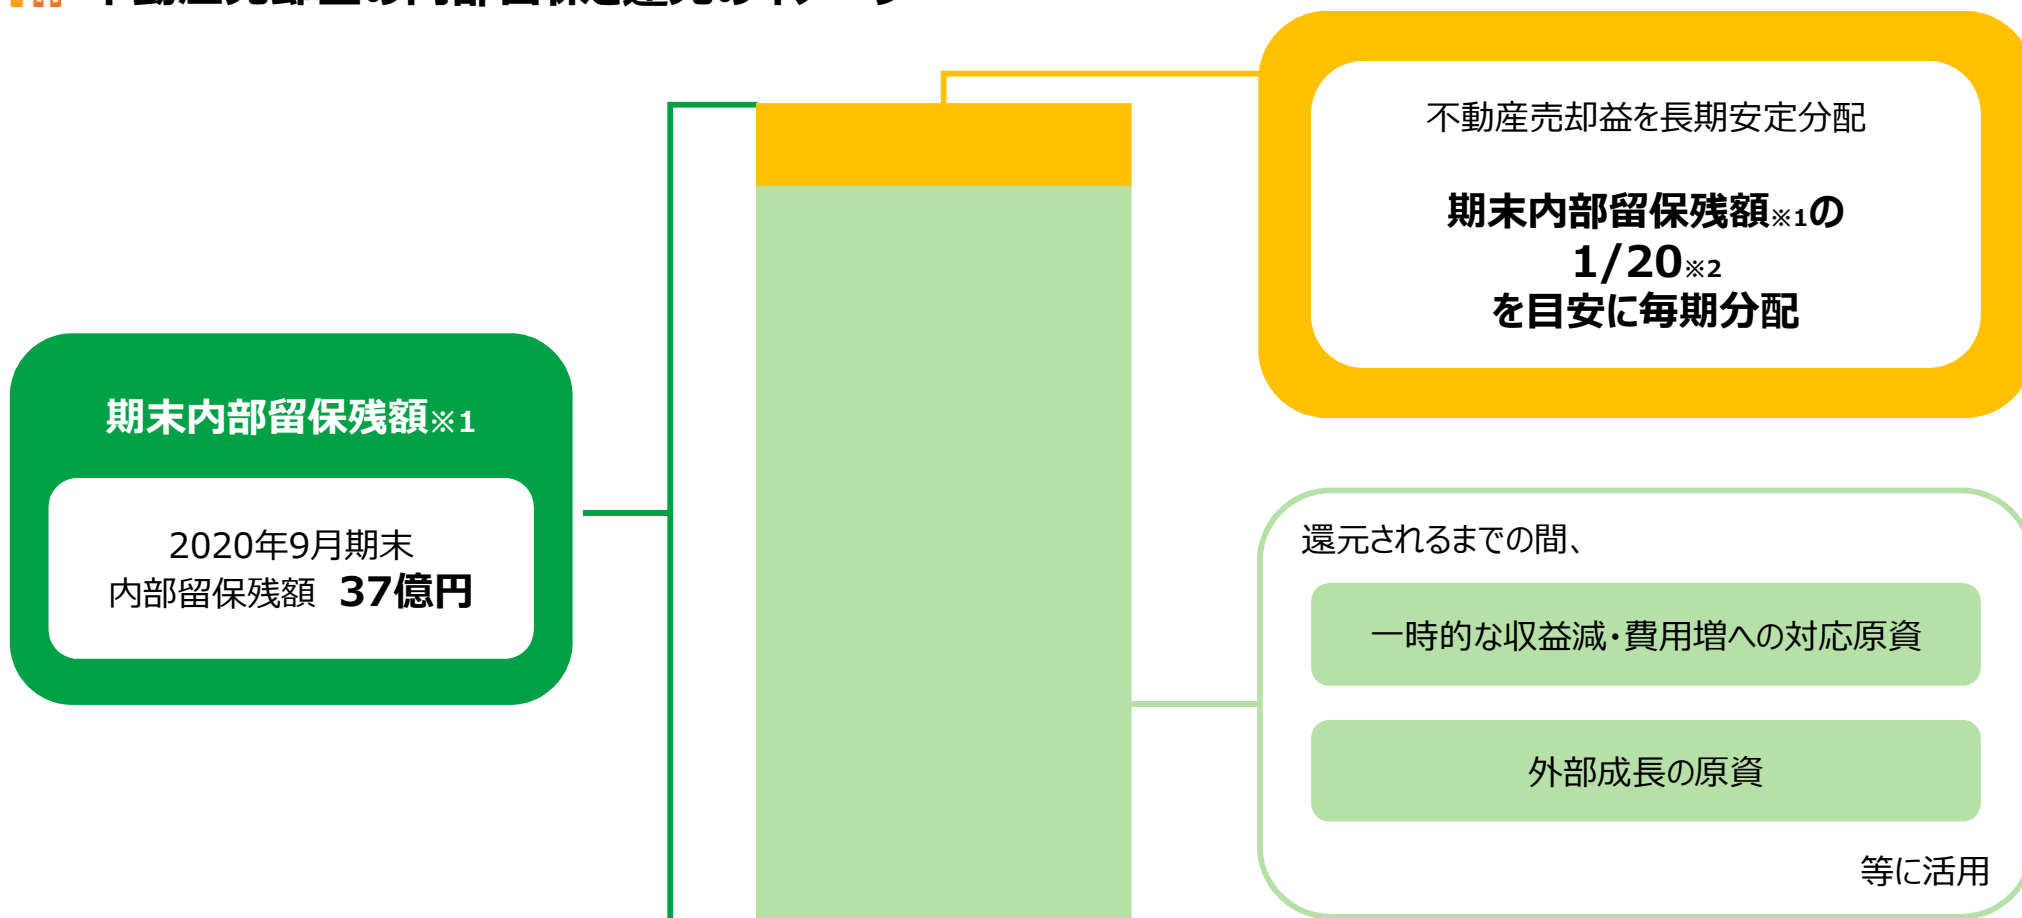 期末内部留保残額※1
2020年9月期末
内部留保残額 37億円
不動産売却益を長期安定分配
期末内部留保残額※1の
1/20※2
を目安に毎期分配
還元されるまでの間、
一時的な収益減・費用増への対応原資
外部成長の原資
等に活用